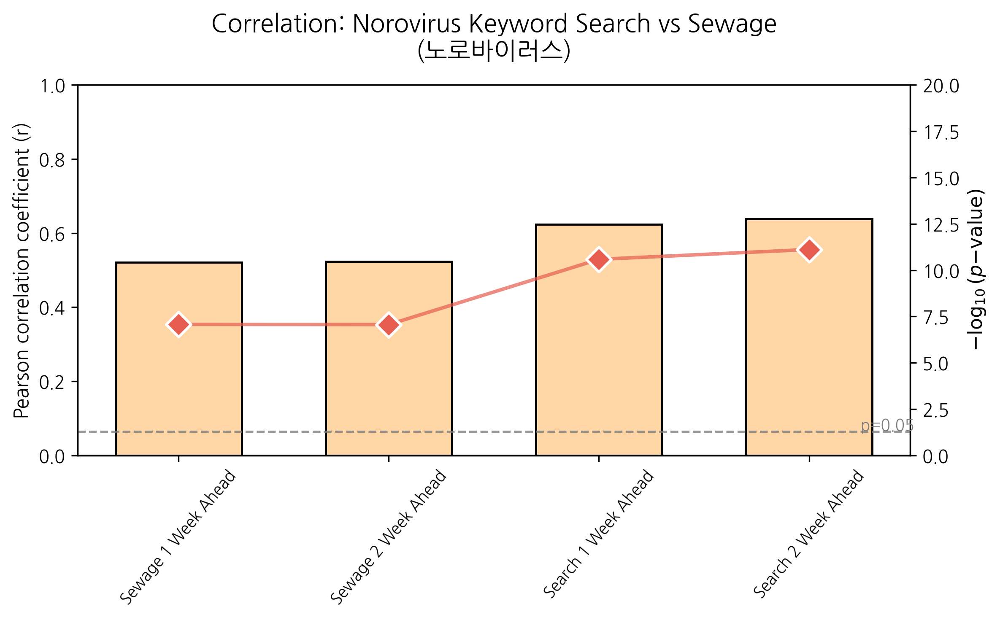 Correlation: Norovirus Keyword Search vs Sewage
(노로바이러스)
Pearson correlation coefficient (r)
1.0
0.8
0.6
0.4
0.2
0.0
20.0
17.5
15.0
12.5
10.0
7.5
5.0
2.5
0.0
−log₁₀(p−value)
p=0.05
Sewage 1 Week Ahead
Sewage 2 Week Ahead
Search 1 Week Ahead
Search 2 Week Ahead